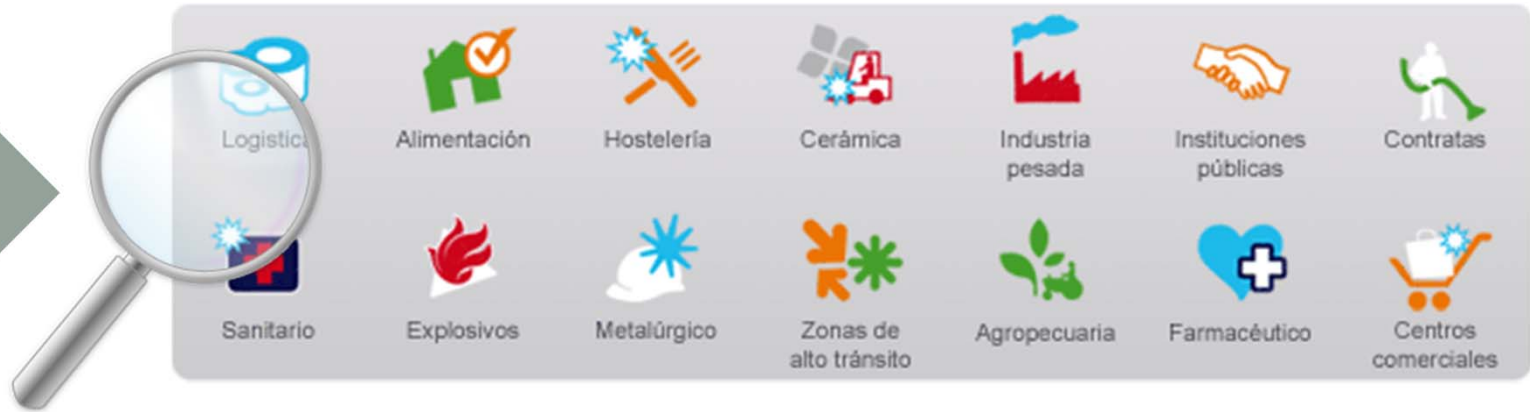 Logistica
Alimentación
Hostelería
Cerámica
Industria
pesada
Instituciones
públicas
Contratas
Sanitario
Explosivos
Metalúrgico
Zonas de
alto tránsito
Agropecuaria
Farmacéutico
Centros
comerciales